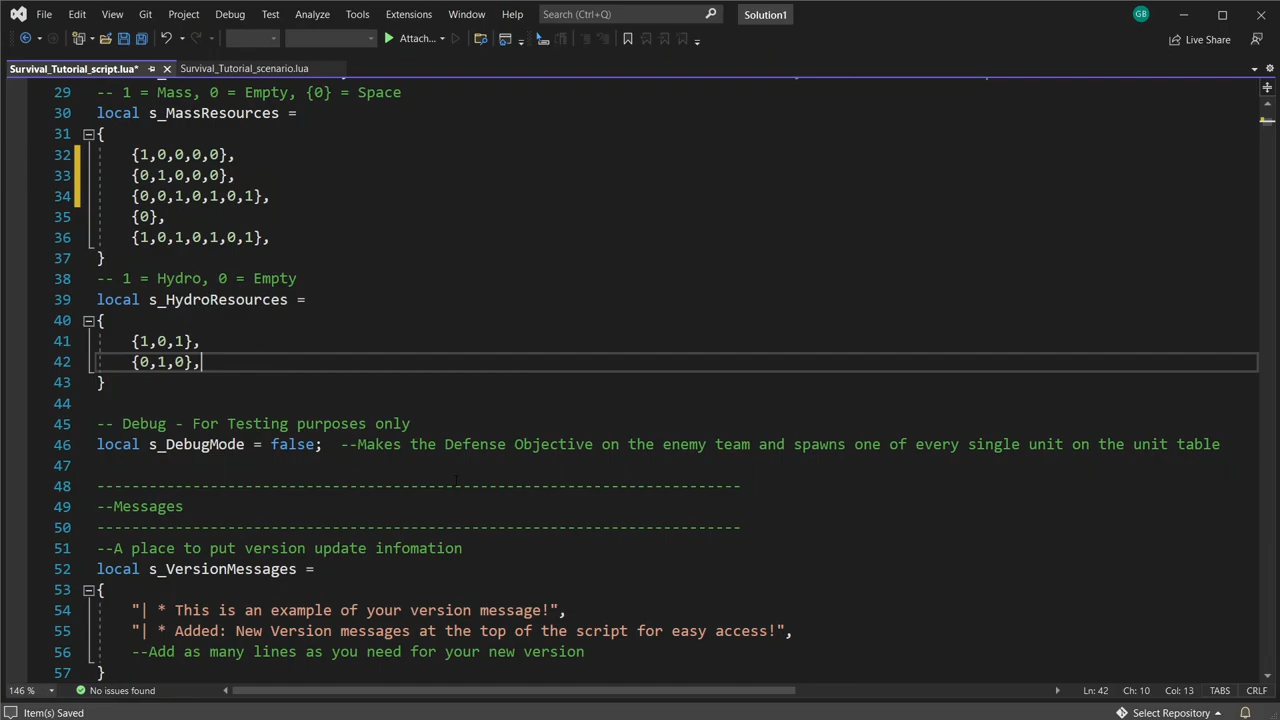 File Edit View Git Project Debug Test Analyze Tools Extensions Window Help Search (Ctrl+Q) Solution1 GB
Attach... Live Share
Survival_Tutorial_script.lua* Survival_Tutorial_scenario.lua
29 -- 1 = Mass, 0 = Empty, {0} = Space
30 local s_MassResources =
31 {
32 {1,0,0,0,0},
33 {0,1,0,0,0},
34 {0,0,1,0,1,0,1},
35 {0},
36 {1,0,1,0,1,0,1},
37 }
38 -- 1 = Hydro, 0 = Empty
39 local s_HydroResources =
40 {
41 {1,0,1},
42 {0,1,0},
43 }
44
45 -- Debug - For Testing purposes only
46 local s_DebugMode = false; --Makes the Defense Objective on the enemy team and spawns one of every single unit on the unit table
47
48 --------------------------------------------------------------------------
49 --Messages
50 --------------------------------------------------------------------------
51 --A place to put version update infomation
52 local s_VersionMessages =
53 {
54 "| * This is an example of your version message!",
55 "| * Added: New Version messages at the top of the script for easy access!",
56 --Add as many lines as you need for your new version
57 }
146 % No issues found Ln: 42 Ch: 10 Col: 13 TABS CRLF
Item(s) Saved Select Repository